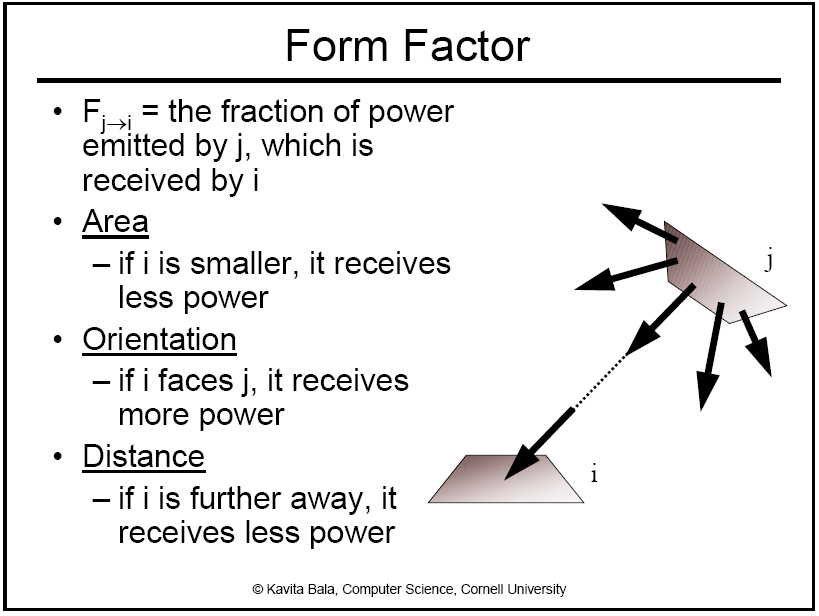 Form Factor
• Fj→i = the fraction of power
emitted by j, which is
received by i
• Area
– if i is smaller, it receives
less power
• Orientation
– if i faces j, it receives
more power
• Distance
– if i is further away, it
receives less power
j
i
© Kavita Bala, Computer Science, Cornell University